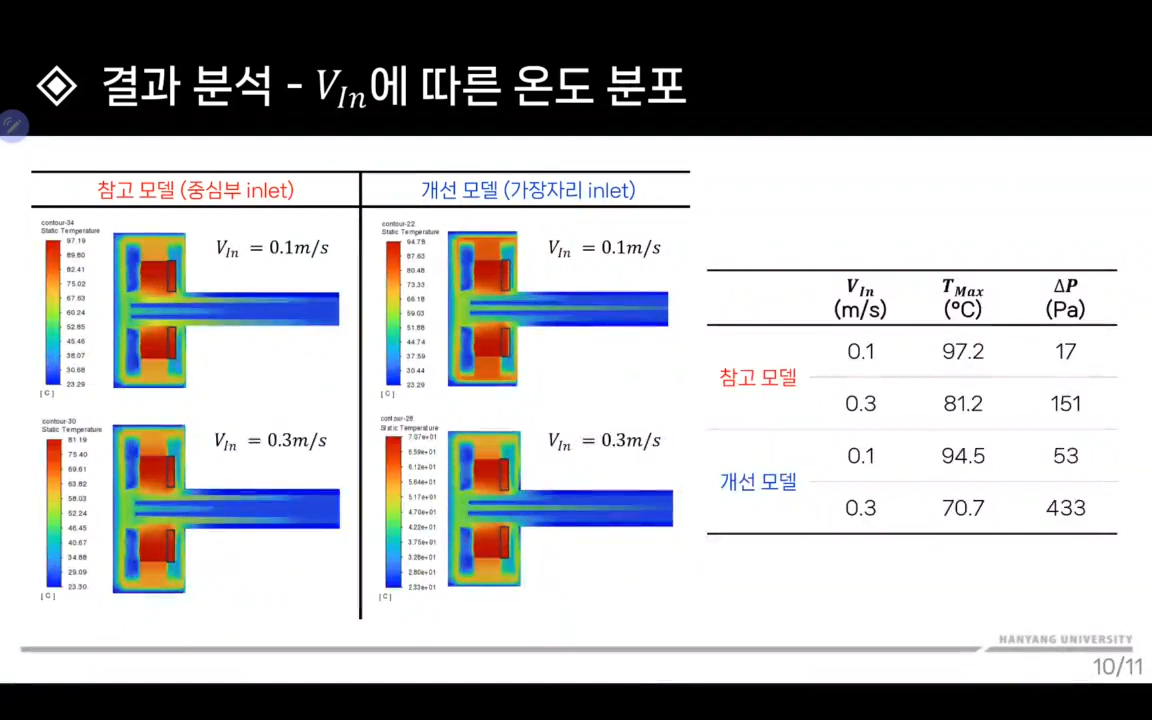 결과 분석 - V_In에 따른 온도 분포
참고 모델 (중심부 inlet)
개선 모델 (가장자리 inlet)
contour-34
Static Temperature
97.19
89.80
82.41
75.02
67.63
60.24
52.85
45.46
38.07
30.68
23.29
[ C ]
V_In = 0.1m/s
contour-22
Static Temperature
94.78
87.63
80.48
73.33
66.18
59.03
51.88
44.74
37.59
30.44
23.29
[ C ]
V_In = 0.1m/s
contour-30
Static Temperature
81.19
75.40
69.61
63.82
58.03
52.24
46.45
40.67
34.88
29.09
23.30
[ C ]
V_In = 0.3m/s
contour-26
Static Temperature
7.07e+01
6.59e+01
6.12e+01
5.64e+01
5.17e+01
4.70e+01
4.22e+01
3.75e+01
3.28e+01
2.80e+01
2.33e+01
[ C ]
V_In = 0.3m/s
V_In (m/s) T_Max (°C) ΔP (Pa)
참고 모델
0.1 97.2 17
0.3 81.2 151
개선 모델
0.1 94.5 53
0.3 70.7 433
HANYANG UNIVERSITY
10/11